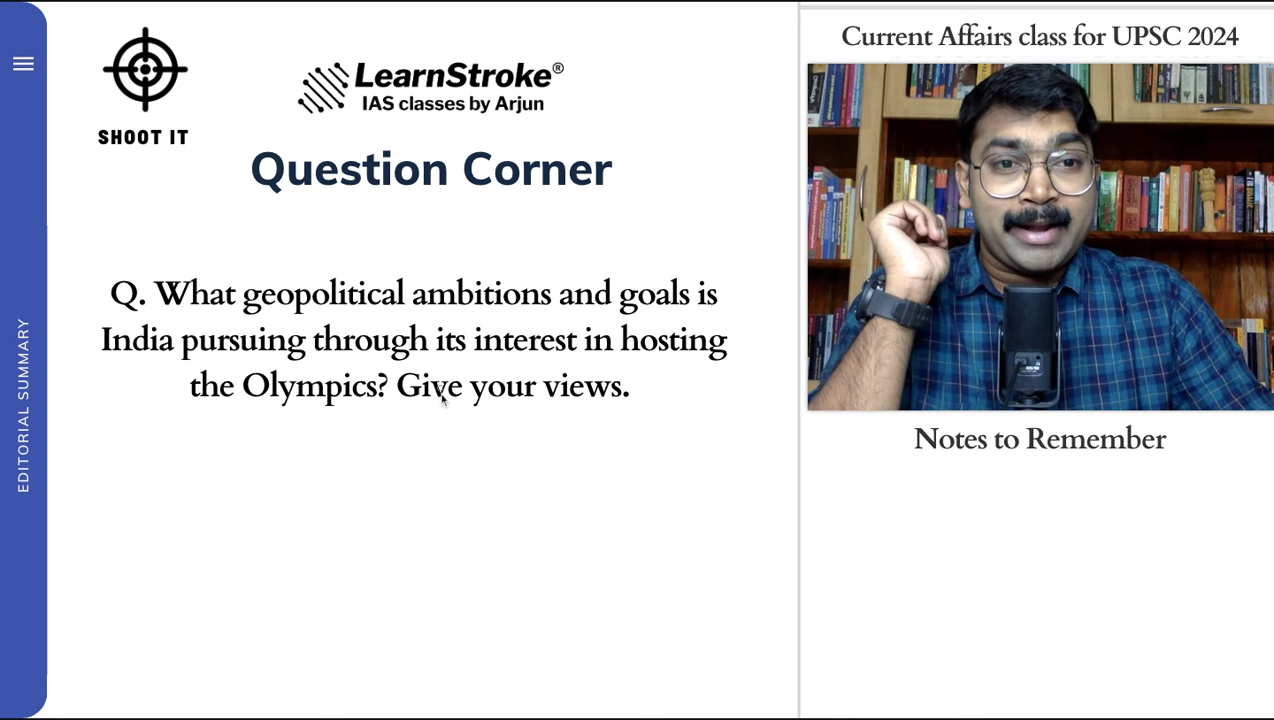 EDITORIAL SUMMARY
SHOOT IT
LearnStroke®
IAS classes by Arjun
Question Corner
Q. What geopolitical ambitions and goals is
India pursuing through its interest in hosting
the Olympics? Give your views.
Current Affairs class for UPSC 2024
Notes to Remember